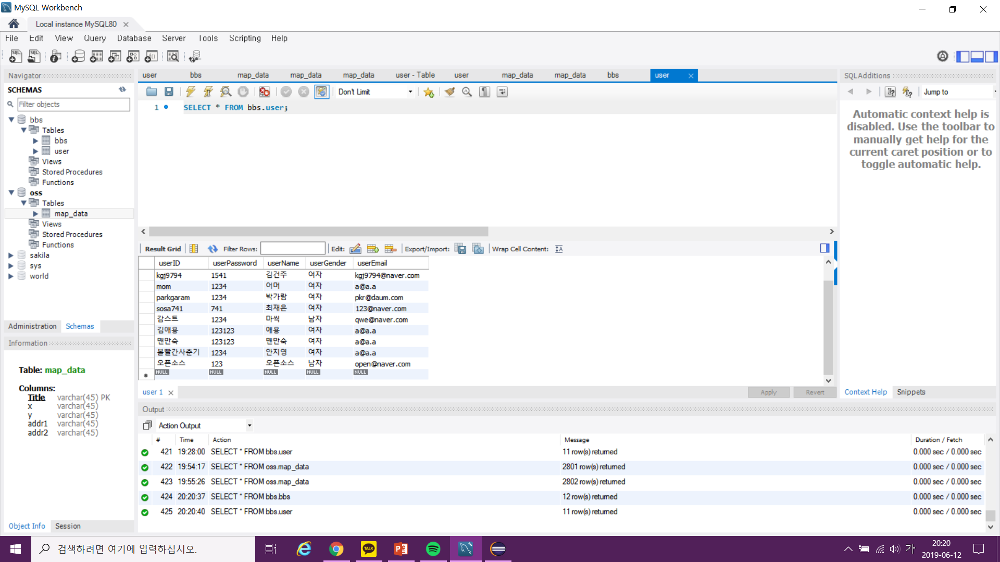 MySQL Workbench
Local instance MySQL80
File Edit View Query Database Server Tools Scripting Help
Navigator
SCHEMAS
Filter objects
bbs
Tables
bbs
user
Views
Stored Procedures
Functions
oss
Tables
map_data
Views
Stored Procedures
Functions
sakila
sys
world
Administration Schemas
Information
Table: map_data
Columns:
Title varchar(45) PK
x varchar(45)
y varchar(45)
addr1 varchar(45)
addr2 varchar(45)
Object Info Session
user bbs map_data map_data map_data user - Table user map_data map_data bbs user
Don't Limit
1 SELECT * FROM bbs.user;
Result Grid Filter Rows: Edit: Export/Import: Wrap Cell Content:
userID userPassword userName userGender userEmail
kgj9794 1541 김건주 여자 kgj9794@naver.com
mom 1234 어머 여자 a@a.a
parkgaram 1234 박가람 여자 pkr@daum.com
sosa741 741 최재은 여자 123@naver.com
감스트 1234 마씩 남자 qwe@naver.com
김애용 123123 애용 여자 a@a.a
맨만숙 123123 맨만숙 여자 a@a.a
볼빨간사춘기 1234 안지영 여자 a@a.a
오픈소스 123 오픈소스 남자 open@naver.com
NULL NULL NULL NULL NULL
user 1 Apply Revert
Output
Action Output
# Time Action Message Duration / Fetch
421 19:28:00 SELECT * FROM bbs.user 11 row(s) returned 0.000 sec / 0.000 sec
422 19:54:17 SELECT * FROM oss.map_data 2801 row(s) returned 0.000 sec / 0.000 sec
423 19:55:26 SELECT * FROM oss.map_data 2802 row(s) returned 0.000 sec / 0.000 sec
424 20:20:37 SELECT * FROM bbs.bbs 12 row(s) returned 0.000 sec / 0.000 sec
425 20:20:40 SELECT * FROM bbs.user 11 row(s) returned 0.000 sec / 0.000 sec
SQLAdditions
Jump to
Automatic context help is
disabled. Use the toolbar to
manually get help for the
current caret position or to
toggle automatic help.
Context Help Snippets
검색하려면 여기에 입력하십시오.
TALK
가
20:20
2019-06-12